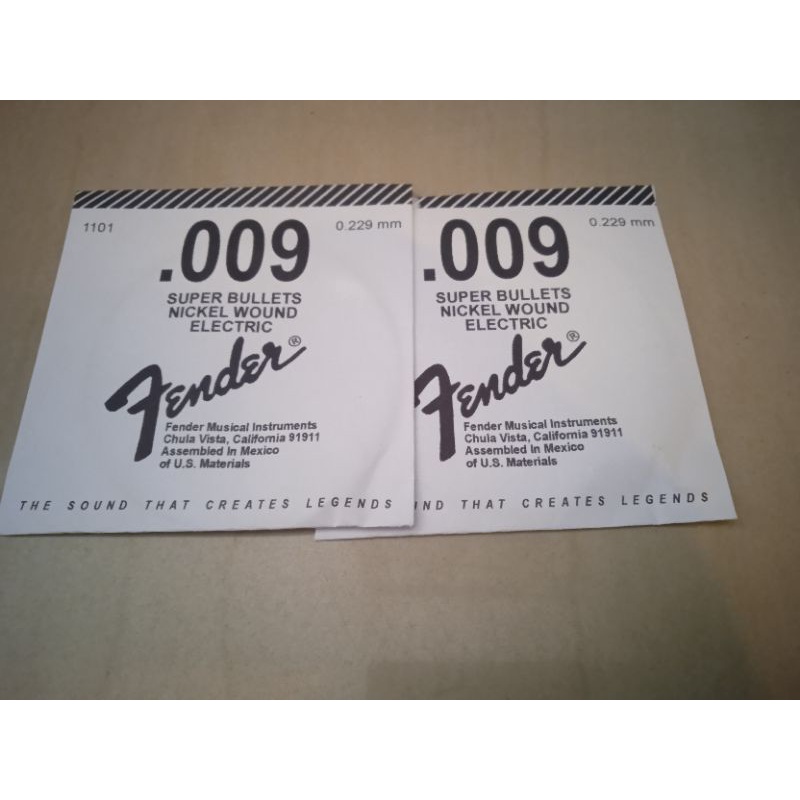 1101
0.229 mm
.009
SUPER BULLETS
NICKEL WOUND
ELECTRIC
Fender®
Fender Musical Instruments
Chula Vista, California 91911
Assembled In Mexico
of U.S. Materials
THE SOUND THAT CREATES LEGENDS
0.229 mm
.009
SUPER BULLETS
NICKEL WOUND
ELECTRIC
Fender®
Fender Musical Instruments
Chula Vista, California 91911
Assembled In Mexico
of U.S. Materials
IND THAT CREATES LEGENDS